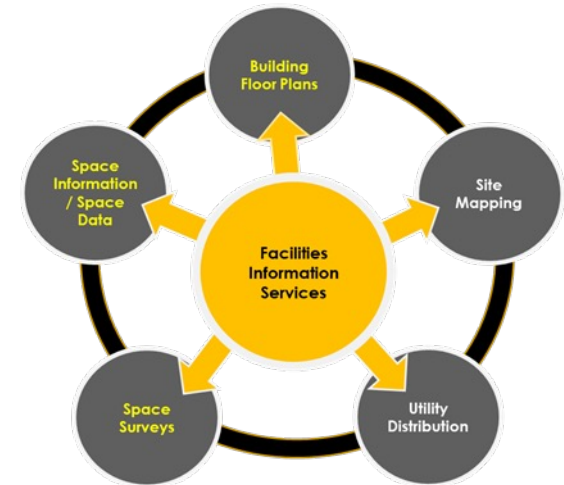 Building
Floor Plans
Space
Information
/ Space
Data
Site
Mapping
Facilities
Information
Services
Space
Surveys
Utility
Distribution